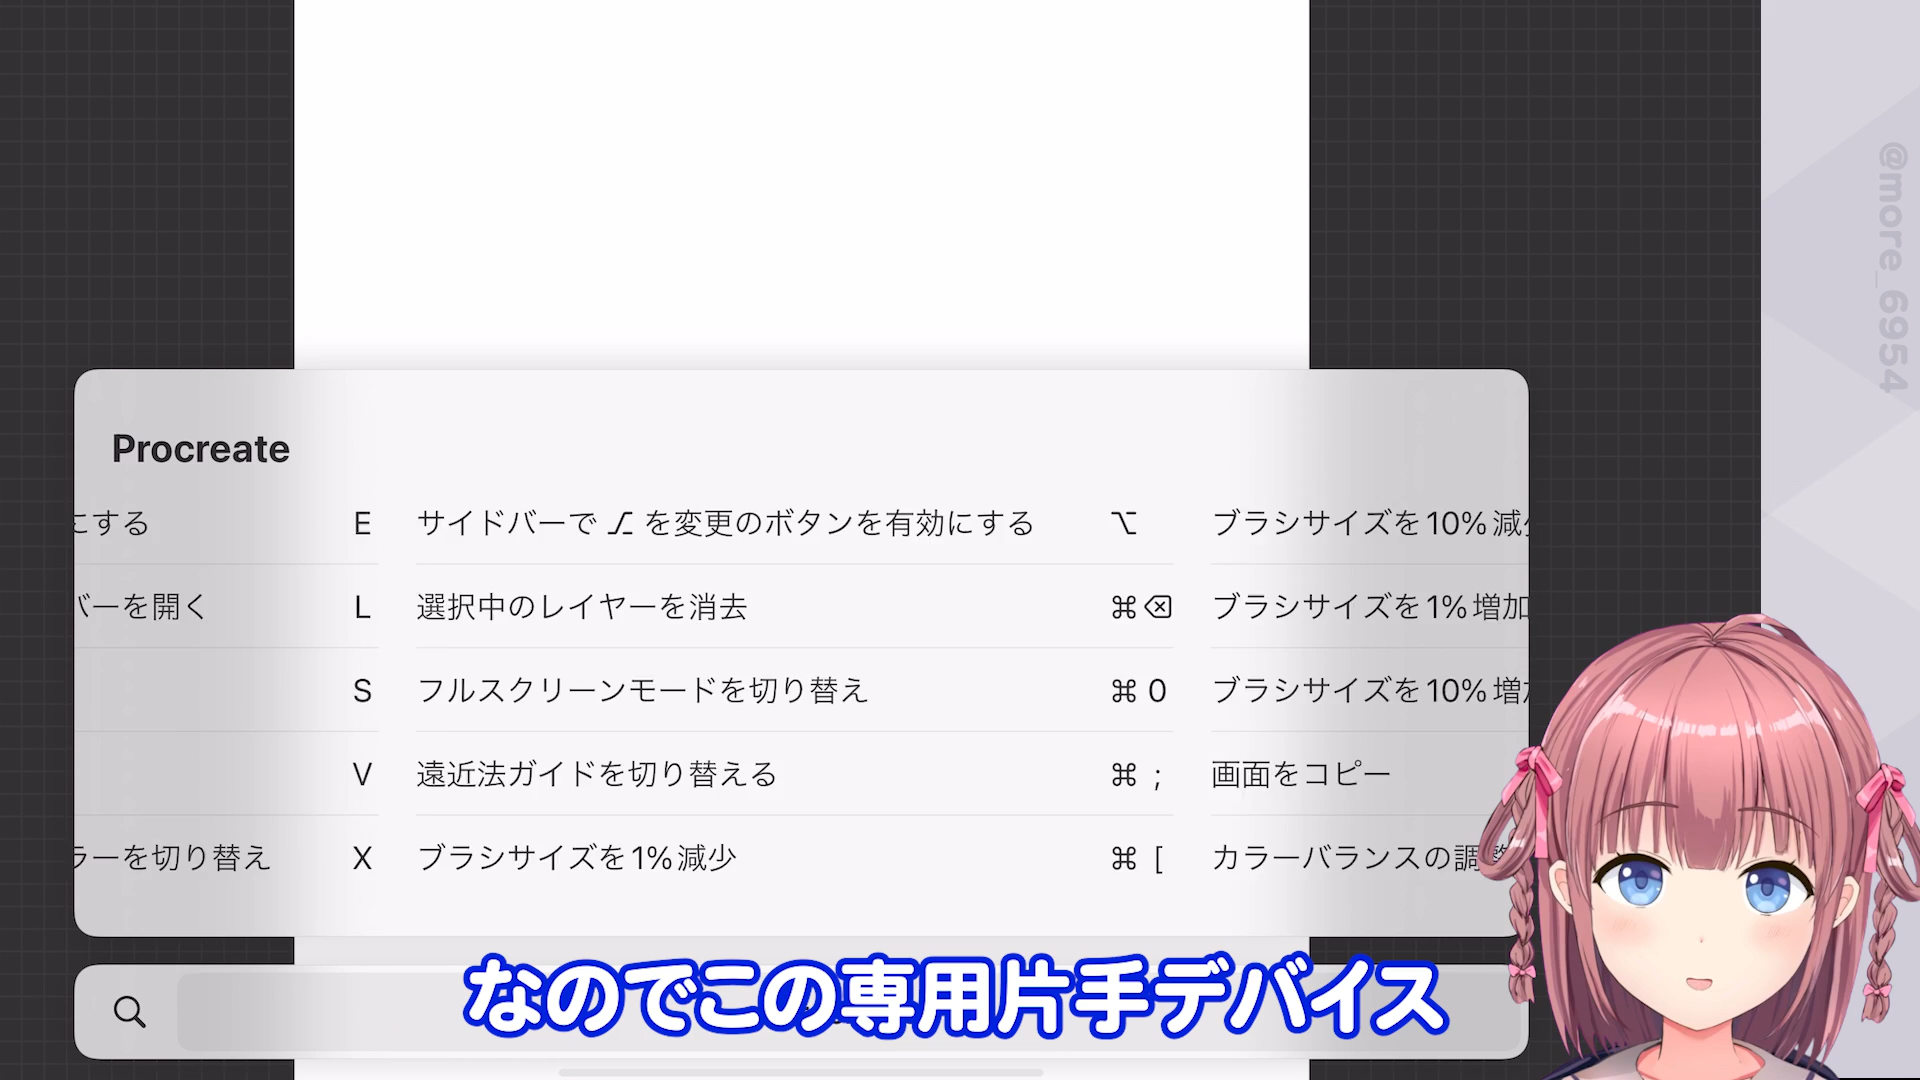 @more_6954
Procreate
にする E サイドバーで ⌥ を変更のボタンを有効にする ⌥ ブラシサイズを10%減
バーを開く L 選択中のレイヤーを消去 ⌘⌫ ブラシサイズを1%増加
S フルスクリーンモードを切り替え ⌘ 0 ブラシサイズを10%増
V 遠近法ガイドを切り替える ⌘ ; 画面をコピー
ラーを切り替え X ブラシサイズを1%減少 ⌘ [ カラーバランスの調
なのでこの専用片手デバイス